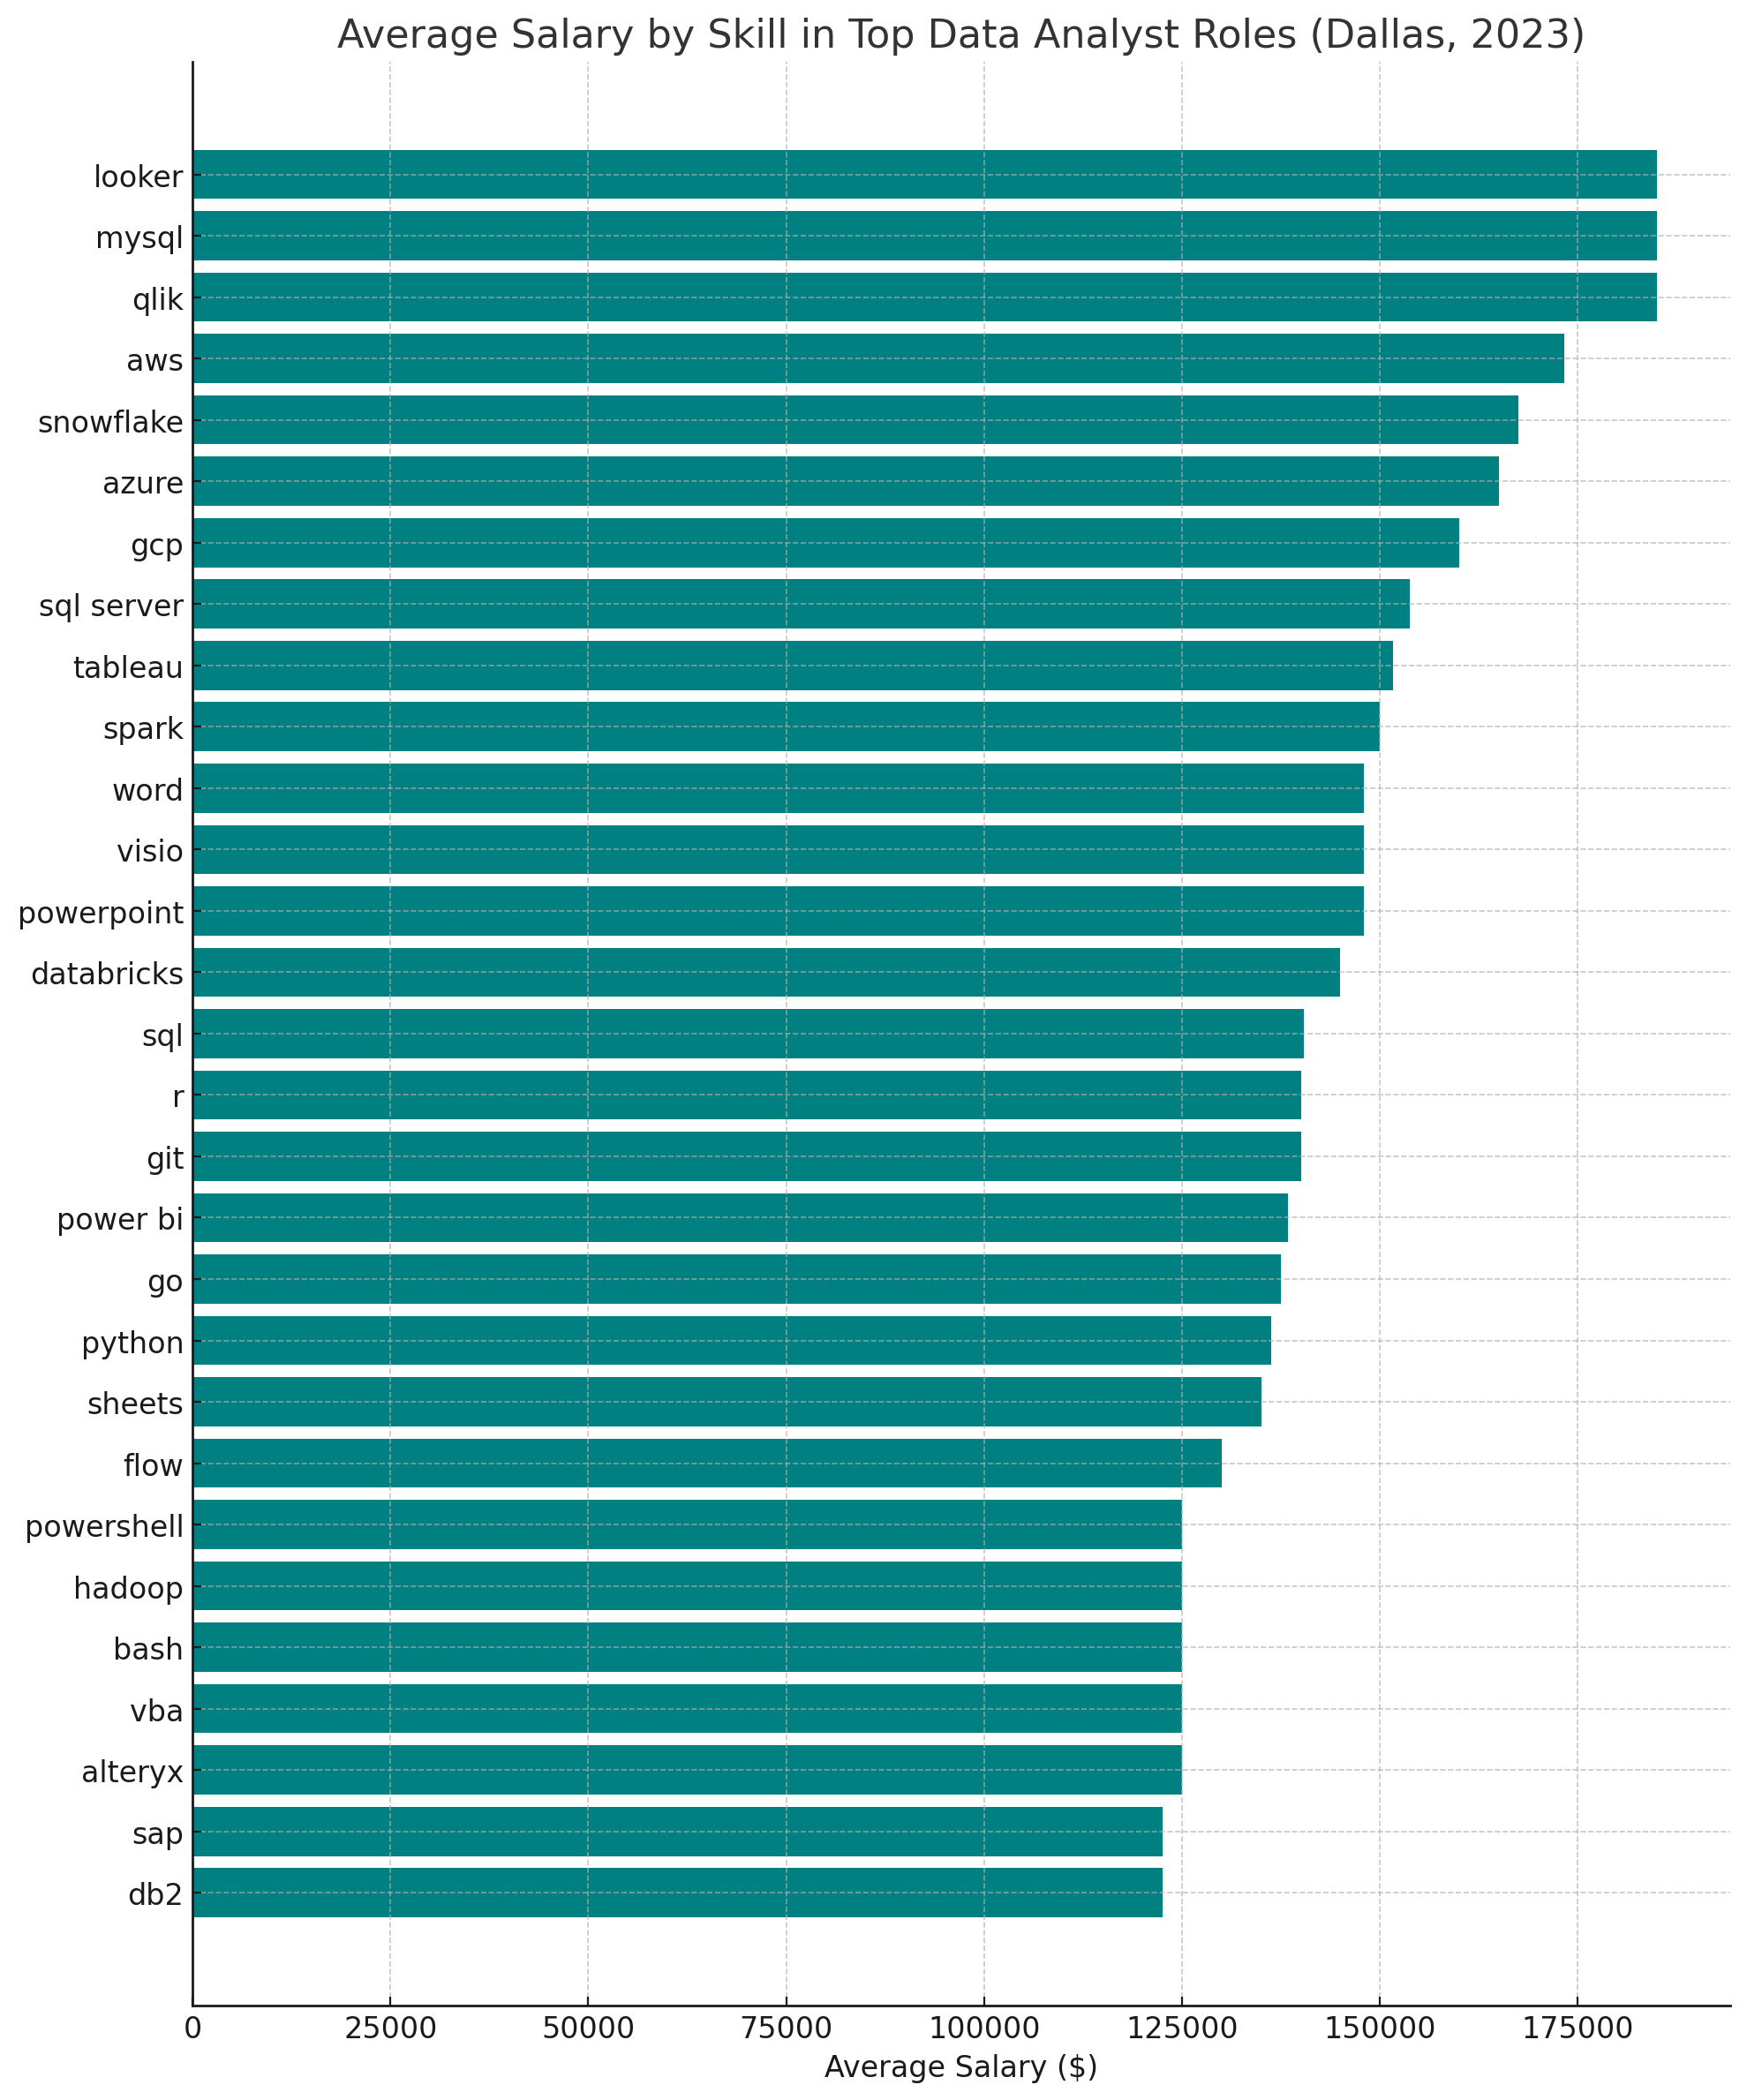 Average Salary by Skill in Top Data Analyst Roles (Dallas, 2023)
looker
mysql
qlik
aws
snowflake
azure
gcp
sql server
tableau
spark
word
visio
powerpoint
databricks
sql
r
git
power bi
go
python
sheets
flow
powershell
hadoop
bash
vba
alteryx
sap
db2
0 25000 50000 75000 100000 125000 150000 175000
Average Salary ($)